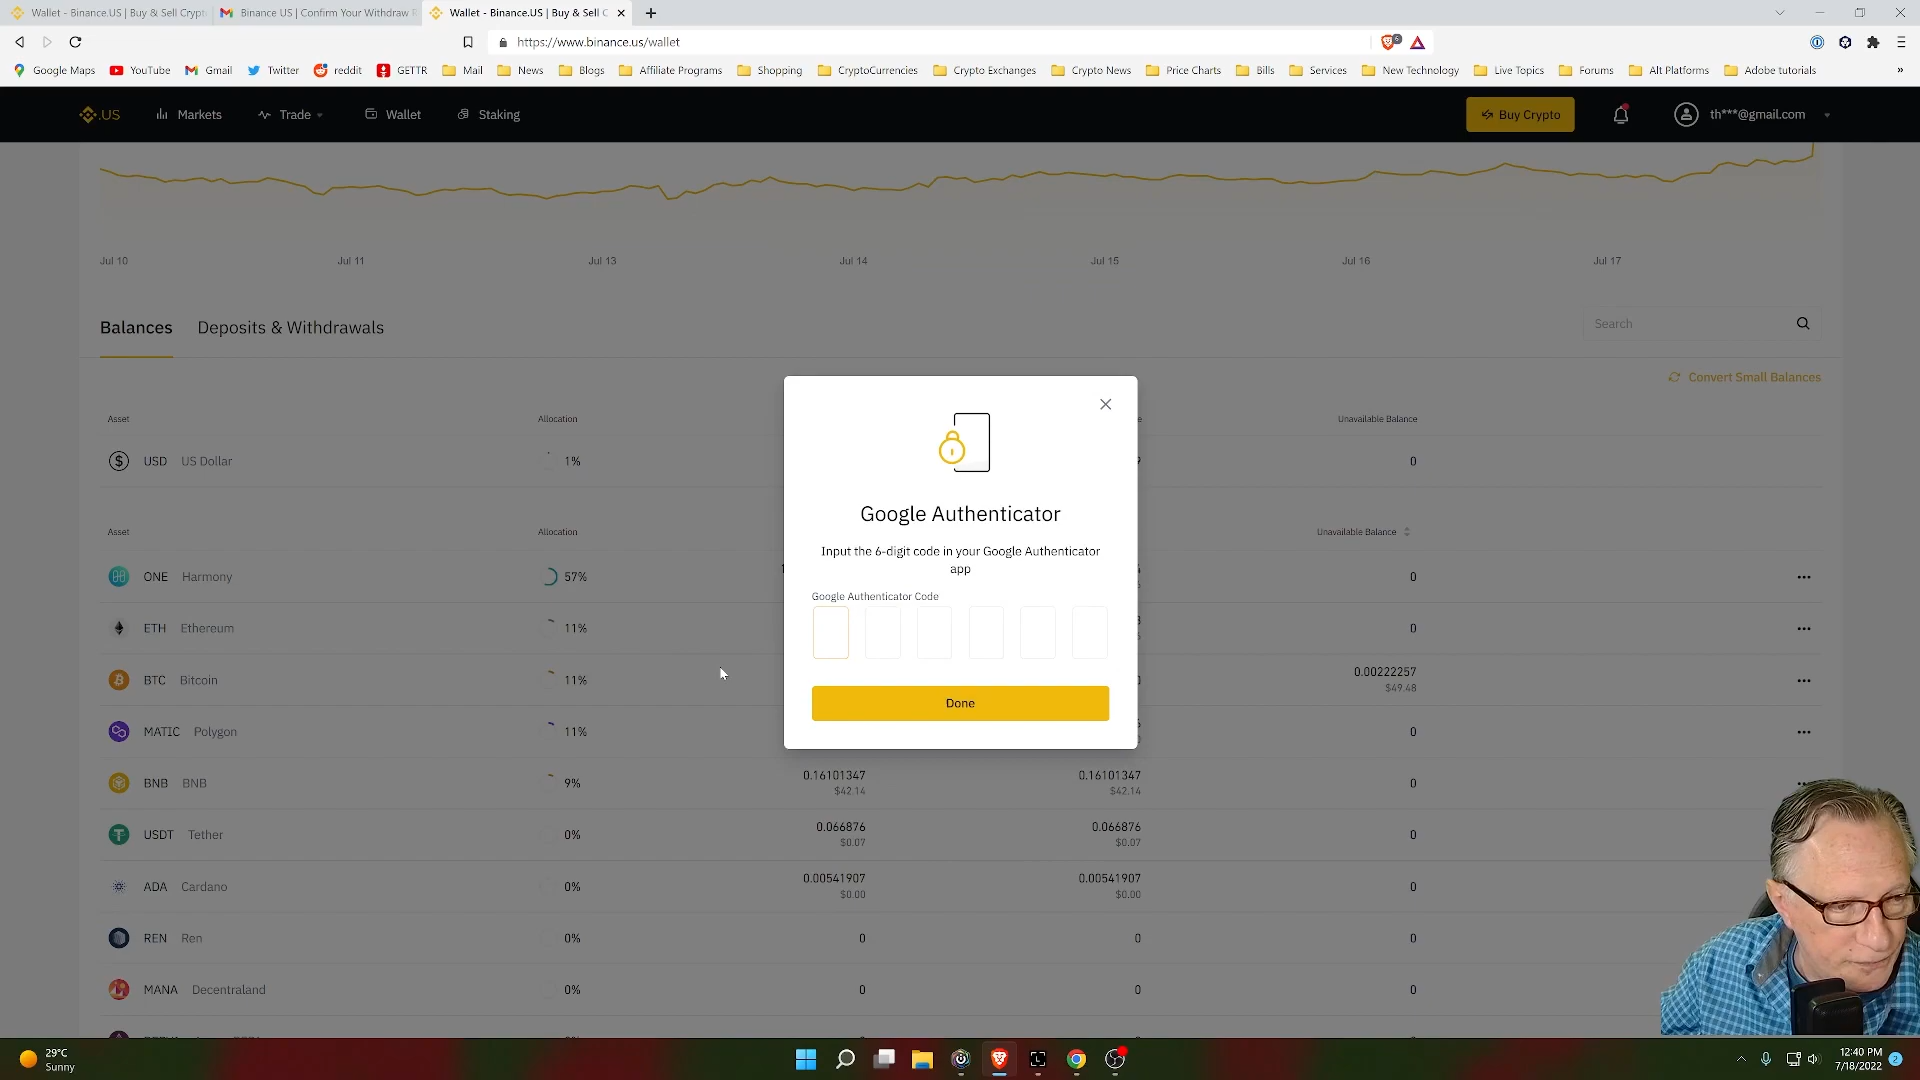 Wallet - Binance.US | Buy & Sell Crypt
Binance US | Confirm Your Withdraw R
Wallet - Binance.US | Buy & Sell C
https://www.binance.us/wallet
Google Maps
YouTube
Gmail
Twitter
reddit
GETTR
Mail
News
Blogs
Affiliate Programs
Shopping
CryptoCurrencies
Crypto Exchanges
Crypto News
Price Charts
Bills
Services
New Technology
Live Topics
Forums
Alt Platforms
Adobe tutorials
.US
Markets
Trade
Wallet
Staking
Buy Crypto
th***@gmail.com
Jul 10
Jul 11
Jul 13
Jul 14
Jul 15
Jul 16
Jul 17
Balances
Deposits & Withdrawals
Search
Convert Small Balances
Asset
Allocation
Unavailable Balance
USD US Dollar
1%
0
Asset
Allocation
Unavailable Balance
ONE Harmony
57%
0
ETH Ethereum
11%
0
BTC Bitcoin
11%
0.00222257
$49.48
MATIC Polygon
11%
0
BNB BNB
9%
0.16101347
$42.14
0.16101347
$42.14
0
USDT Tether
0%
0.066876
$0.07
0.066876
$0.07
0
ADA Cardano
0%
0.00541907
$0.00
0.00541907
$0.00
0
REN Ren
0%
0
0
0
MANA Decentraland
0%
0
0
0
Google Authenticator
Input the 6-digit code in your Google Authenticator
app
Google Authenticator Code
Done
29°C
Sunny
12:40 PM
7/18/2022
2